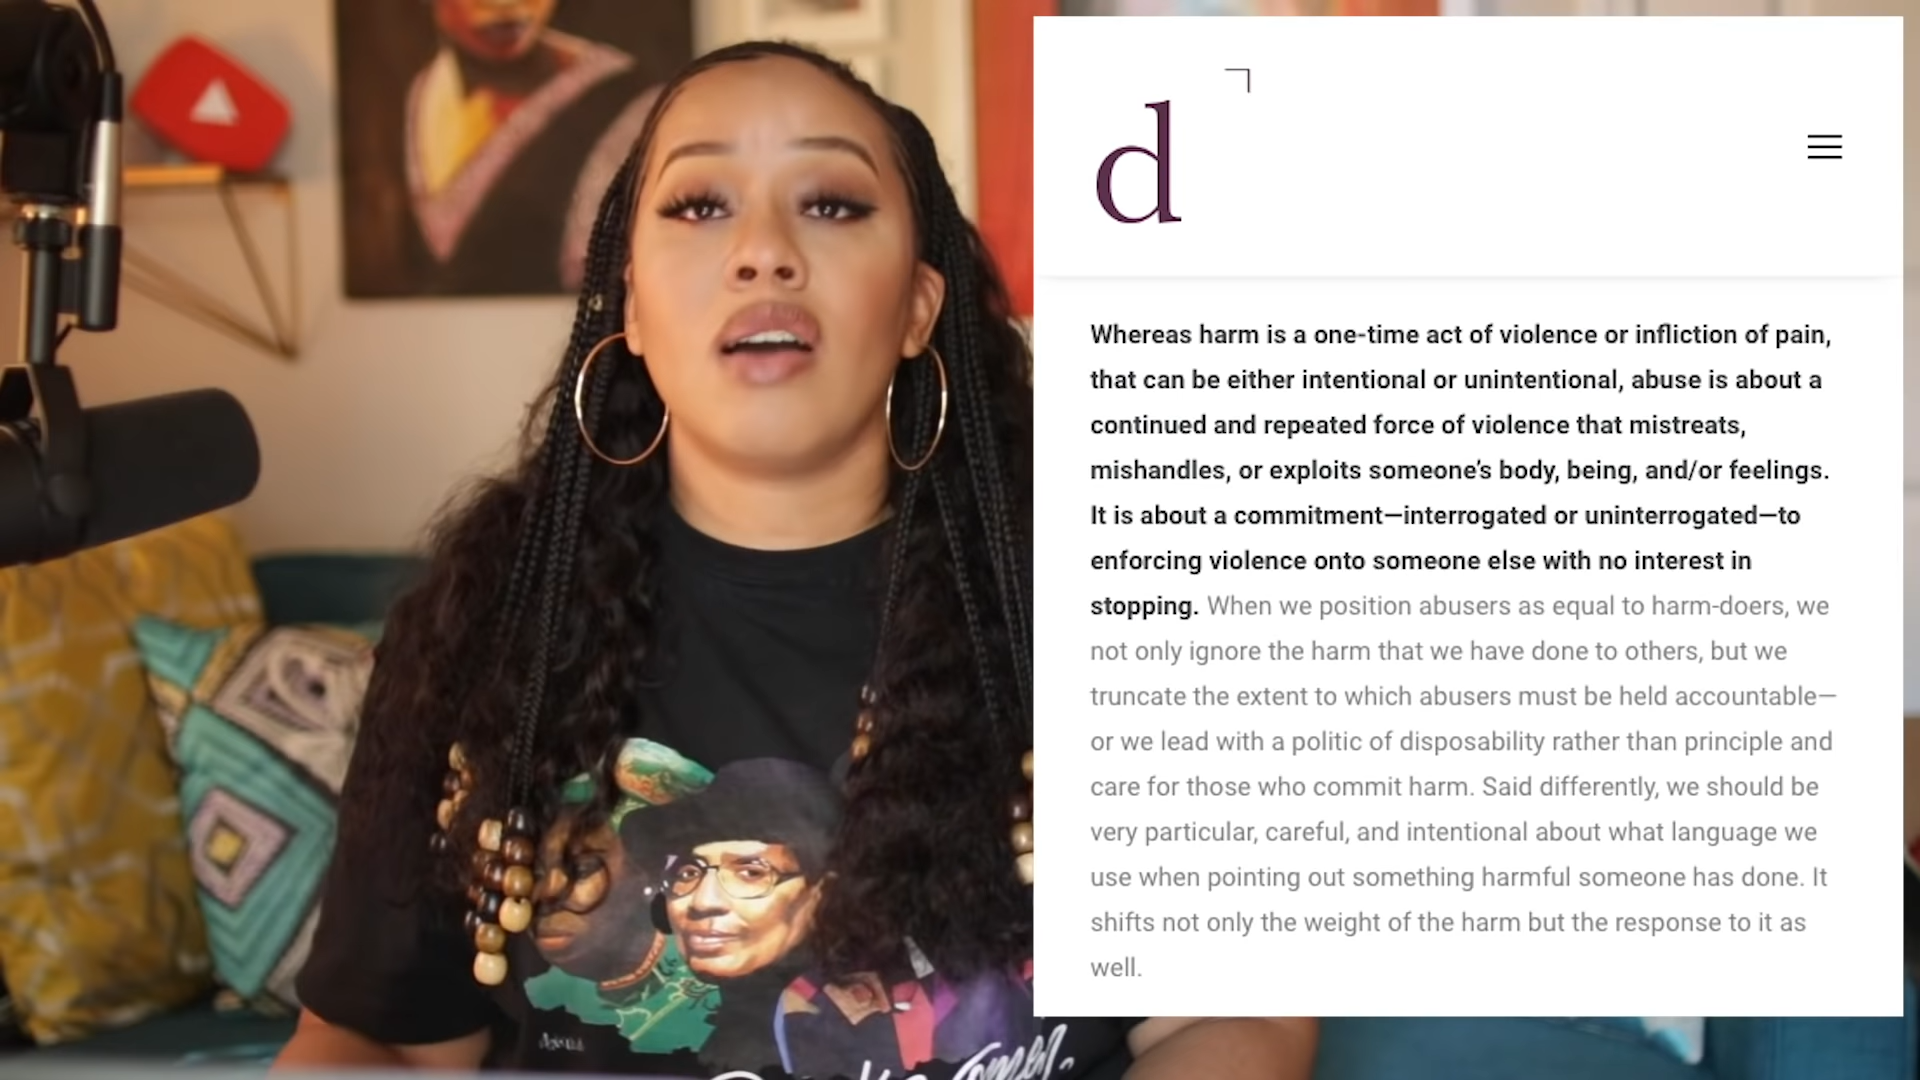 d
Whereas harm is a one-time act of violence or infliction of pain,
that can be either intentional or unintentional, abuse is about a
continued and repeated force of violence that mistreats,
mishandles, or exploits someone's body, being, and/or feelings.
It is about a commitment—interrogated or uninterrogated—to
enforcing violence onto someone else with no interest in
stopping. When we position abusers as equal to harm-doers, we
not only ignore the harm that we have done to others, but we
truncate the extent to which abusers must be held accountable—
or we lead with a politic of disposability rather than principle and
care for those who commit harm. Said differently, we should be
very particular, careful, and intentional about what language we
use when pointing out something harmful someone has done. It
shifts not only the weight of the harm but the response to it as
well.